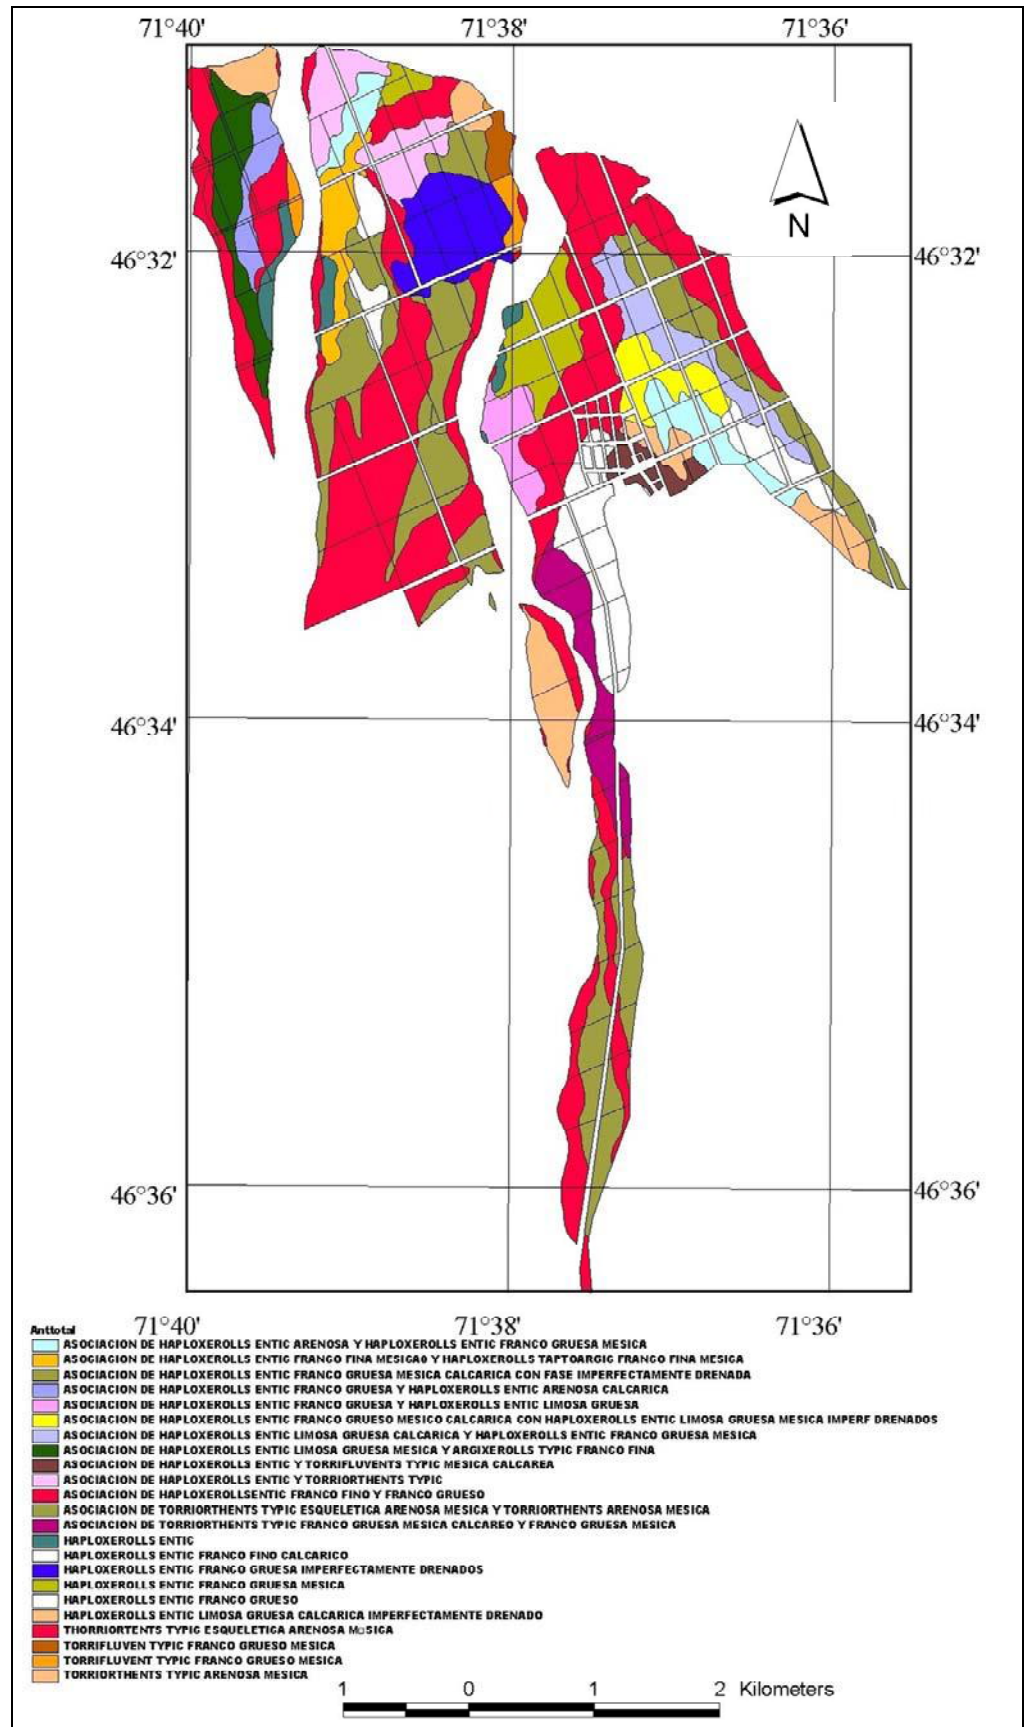 71°40' 71°38' 71°36'
N
46°32' 46°32'
46°34' 46°34'
46°36' 46°36'
71°40' 71°38' 71°36'
Anttotal
ASOCIACION DE HAPLOXEROLLS ENTIC ARENOSA Y HAPLOXEROLLS ENTIC FRANCO GRUESA MESICA
ASOCIACION DE HAPLOXEROLLS ENTIC FRANCO FINA MESICA0 Y HAPLOXEROLLS TAPTOARGIC FRANCO FINA MESICA
ASOCIACION DE HAPLOXEROLLS ENTIC FRANCO GRUESA MESICA CALCARICA CON FASE IMPERFECTAMENTE DRENADA
ASOCIACION DE HAPLOXEROLLS ENTIC FRANCO GRUESA Y HAPLOXEROLLS ENTIC ARENOSA CALCARICA
ASOCIACION DE HAPLOXEROLLS ENTIC FRANCO GRUESA Y HAPLOXEROLLS ENTIC LIMOSA GRUESA
ASOCIACION DE HAPLOXEROLLS ENTIC FRANCO GRUESO MESICO CALCARICA CON HAPLOXEROLLS ENTIC LIMOSA GRUESA MESICA IMPERF DRENADOS
ASOCIACION DE HAPLOXEROLLS ENTIC LIMOSA GRUESA CALCARICA Y HAPLOXEROLLS ENTIC FRANCO GRUESA MESICA
ASOCIACION DE HAPLOXEROLLS ENTIC LIMOSA GRUESA MESICA Y ARGIXEROLLS TYPIC FRANCO FINA
ASOCIACION DE HAPLOXEROLLS ENTIC Y TORRIFLUVENTS TYPIC MESICA CALCAREA
ASOCIACION DE HAPLOXEROLLS ENTIC Y TORRIORTHENTS TYPIC
ASOCIACION DE HAPLOXEROLLSENTIC FRANCO FINO Y FRANCO GRUESO
ASOCIACION DE TORRIORTHENTS TYPIC ESQUELETICA ARENOSA MESICA Y TORRIORTHENTS ARENOSA MESICA
ASOCIACION DE TORRIORTHENTS TYPIC FRANCO GRUESA MESICA CALCAREO Y FRANCO GRUESA MESICA
HAPLOXEROLLS ENTIC
HAPLOXEROLLS ENTIC FRANCO FINO CALCARICO
HAPLOXEROLLS ENTIC FRANCO GRUESA IMPERFECTAMENTE DRENADOS
HAPLOXEROLLS ENTIC FRANCO GRUESA MESICA
HAPLOXEROLLS ENTIC FRANCO GRUESO
HAPLOXEROLLS ENTIC LIMOSA GRUESA CALCARICA IMPERFECTAMENTE DRENADO
THORRIORTENTS TYPIC ESQUELETICA ARENOSA M□SICA
TORRIFLUVEN TYPIC FRANCO GRUESO MESICA
TORRIFLUVENT TYPIC FRANCO GRUESO MESICA
TORRIORTHENTS TYPIC ARENOSA MESICA
1 0 1 2 Kilometers